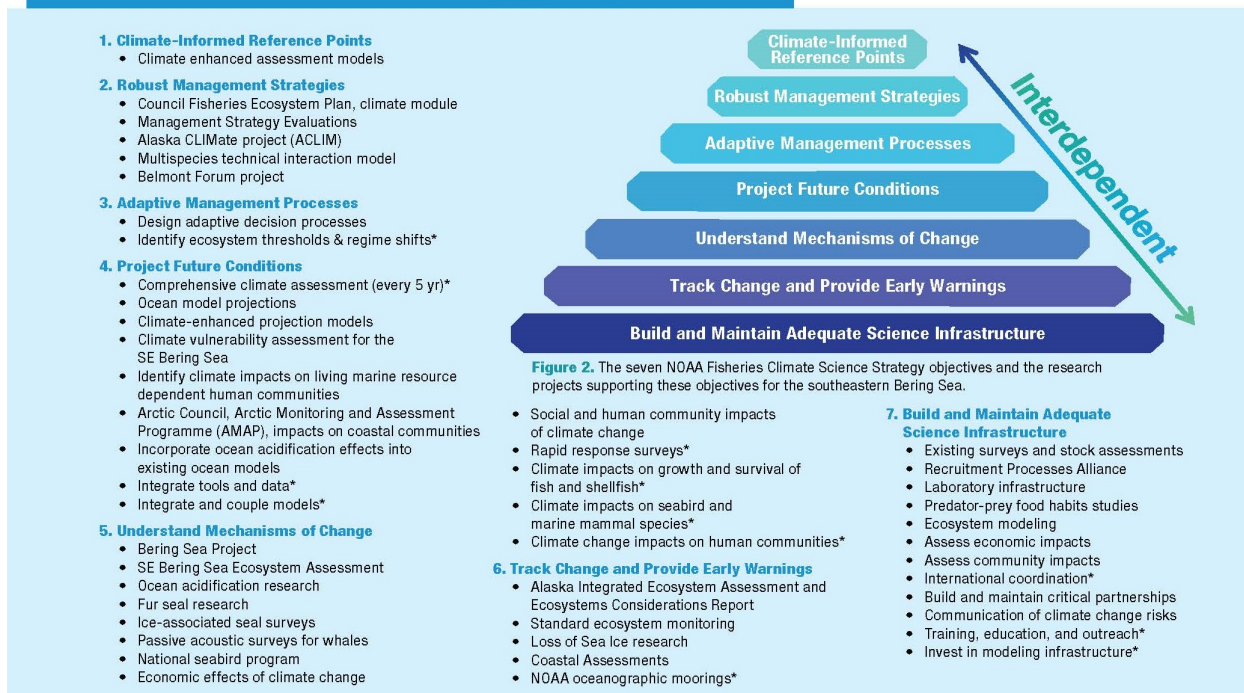 1. Climate-Informed Reference Points
• Climate enhanced assessment models
2. Robust Management Strategies
• Council Fisheries Ecosystem Plan, climate module
• Management Strategy Evaluations
• Alaska CLIMate project (ACLIM)
• Multispecies technical interaction model
• Belmont Forum project
3. Adaptive Management Processes
• Design adaptive decision processes
• Identify ecosystem thresholds & regime shifts*
4. Project Future Conditions
• Comprehensive climate assessment (every 5 yr)*
• Ocean model projections
• Climate-enhanced projection models
• Climate vulnerability assessment for the
SE Bering Sea
• Identify climate impacts on living marine resource
dependent human communities
• Arctic Council, Arctic Monitoring and Assessment
Programme (AMAP), impacts on coastal communities
• Incorporate ocean acidification effects into
existing ocean models
• Integrate tools and data*
• Integrate and couple models*
5. Understand Mechanisms of Change
• Bering Sea Project
• SE Bering Sea Ecosystem Assessment
• Ocean acidification research
• Fur seal research
• Ice-associated seal surveys
• Passive acoustic surveys for whales
• National seabird program
• Economic effects of climate change
Climate-Informed
Reference Points
Robust Management Strategies
Adaptive Management Processes
Project Future Conditions
Understand Mechanisms of Change
Track Change and Provide Early Warnings
Build and Maintain Adequate Science Infrastructure
Interdependent
Figure 2. The seven NOAA Fisheries Climate Science Strategy objectives and the research
projects supporting these objectives for the southeastern Bering Sea.
• Social and human community impacts
of climate change
• Rapid response surveys*
• Climate impacts on growth and survival of
fish and shellfish*
• Climate impacts on seabird and
marine mammal species*
• Climate change impacts on human communities*
6. Track Change and Provide Early Warnings
• Alaska Integrated Ecosystem Assessment and
Ecosystems Considerations Report
• Standard ecosystem monitoring
• Loss of Sea Ice research
• Coastal Assessments
• NOAA oceanographic moorings*
7. Build and Maintain Adequate
Science Infrastructure
• Existing surveys and stock assessments
• Recruitment Processes Alliance
• Laboratory infrastructure
• Predator-prey food habits studies
• Ecosystem modeling
• Assess economic impacts
• Assess community impacts
• International coordination*
• Build and maintain critical partnerships
• Communication of climate change risks
• Training, education, and outreach*
• Invest in modeling infrastructure*